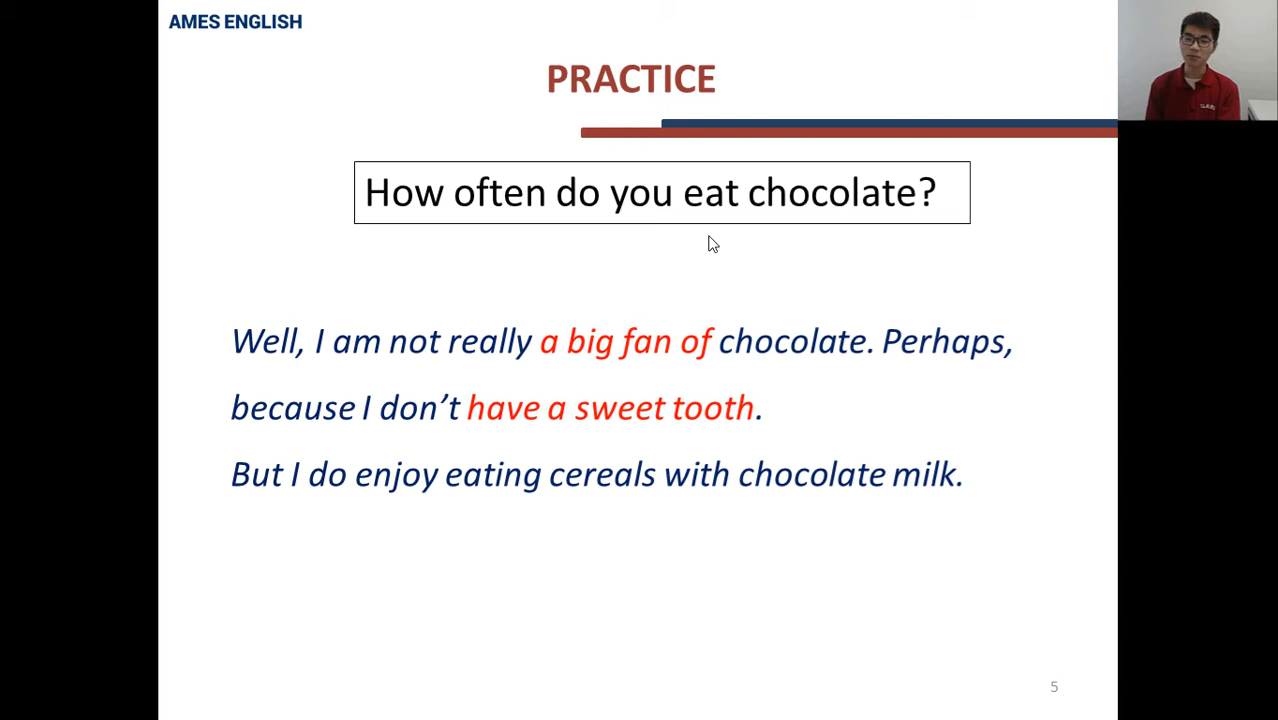 AMES ENGLISH
PRACTICE
How often do you eat chocolate?
Well, I am not really a big fan of chocolate. Perhaps,
because I don’t have a sweet tooth.
But I do enjoy eating cereals with chocolate milk.
5